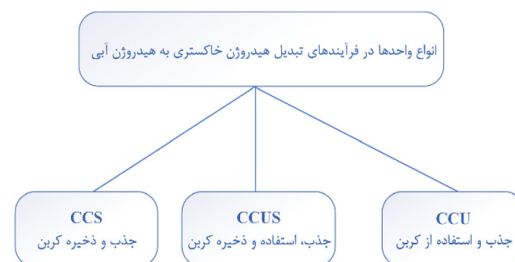 انواع واحدها در فرآیندهای تبدیل هیدروژن خاکستری به هیدروژن آبی
CCS
جذب و ذخیره کربن
CCUS
جذب، استفاده و ذخیره کربن
CCU
جذب و استفاده از کربن